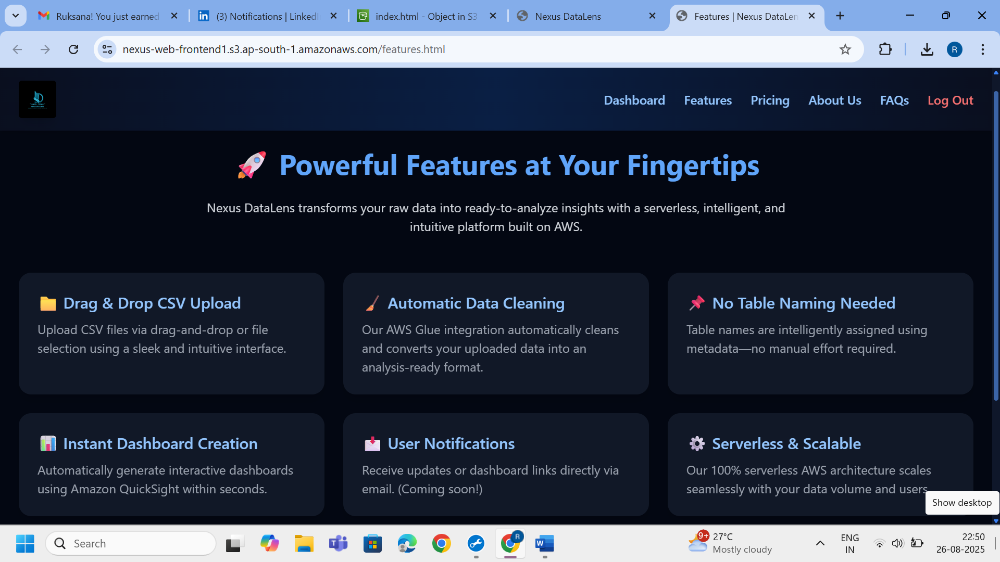 Ruksana! You just earned
(3) Notifications | LinkedI
index.html - Object in S3
Nexus DataLens
Features | Nexus DataLen
nexus-web-frontend1.s3.ap-south-1.amazonaws.com/features.html
R
Dashboard
Features
Pricing
About Us
FAQs
Log Out
Powerful Features at Your Fingertips
Nexus DataLens transforms your raw data into ready-to-analyze insights with a serverless, intelligent, and
intuitive platform built on AWS.
Drag & Drop CSV Upload
Upload CSV files via drag-and-drop or file
selection using a sleek and intuitive interface.
Automatic Data Cleaning
Our AWS Glue integration automatically cleans
and converts your uploaded data into an
analysis-ready format.
No Table Naming Needed
Table names are intelligently assigned using
metadata—no manual effort required.
Instant Dashboard Creation
Automatically generate interactive dashboards
using Amazon QuickSight within seconds.
User Notifications
Receive updates or dashboard links directly via
email. (Coming soon!)
Serverless & Scalable
Our 100% serverless AWS architecture scales
seamlessly with your data volume and users
Show desktop
Search
R
9+
27°C
Mostly cloudy
ENG
IN
22:50
26-08-2025